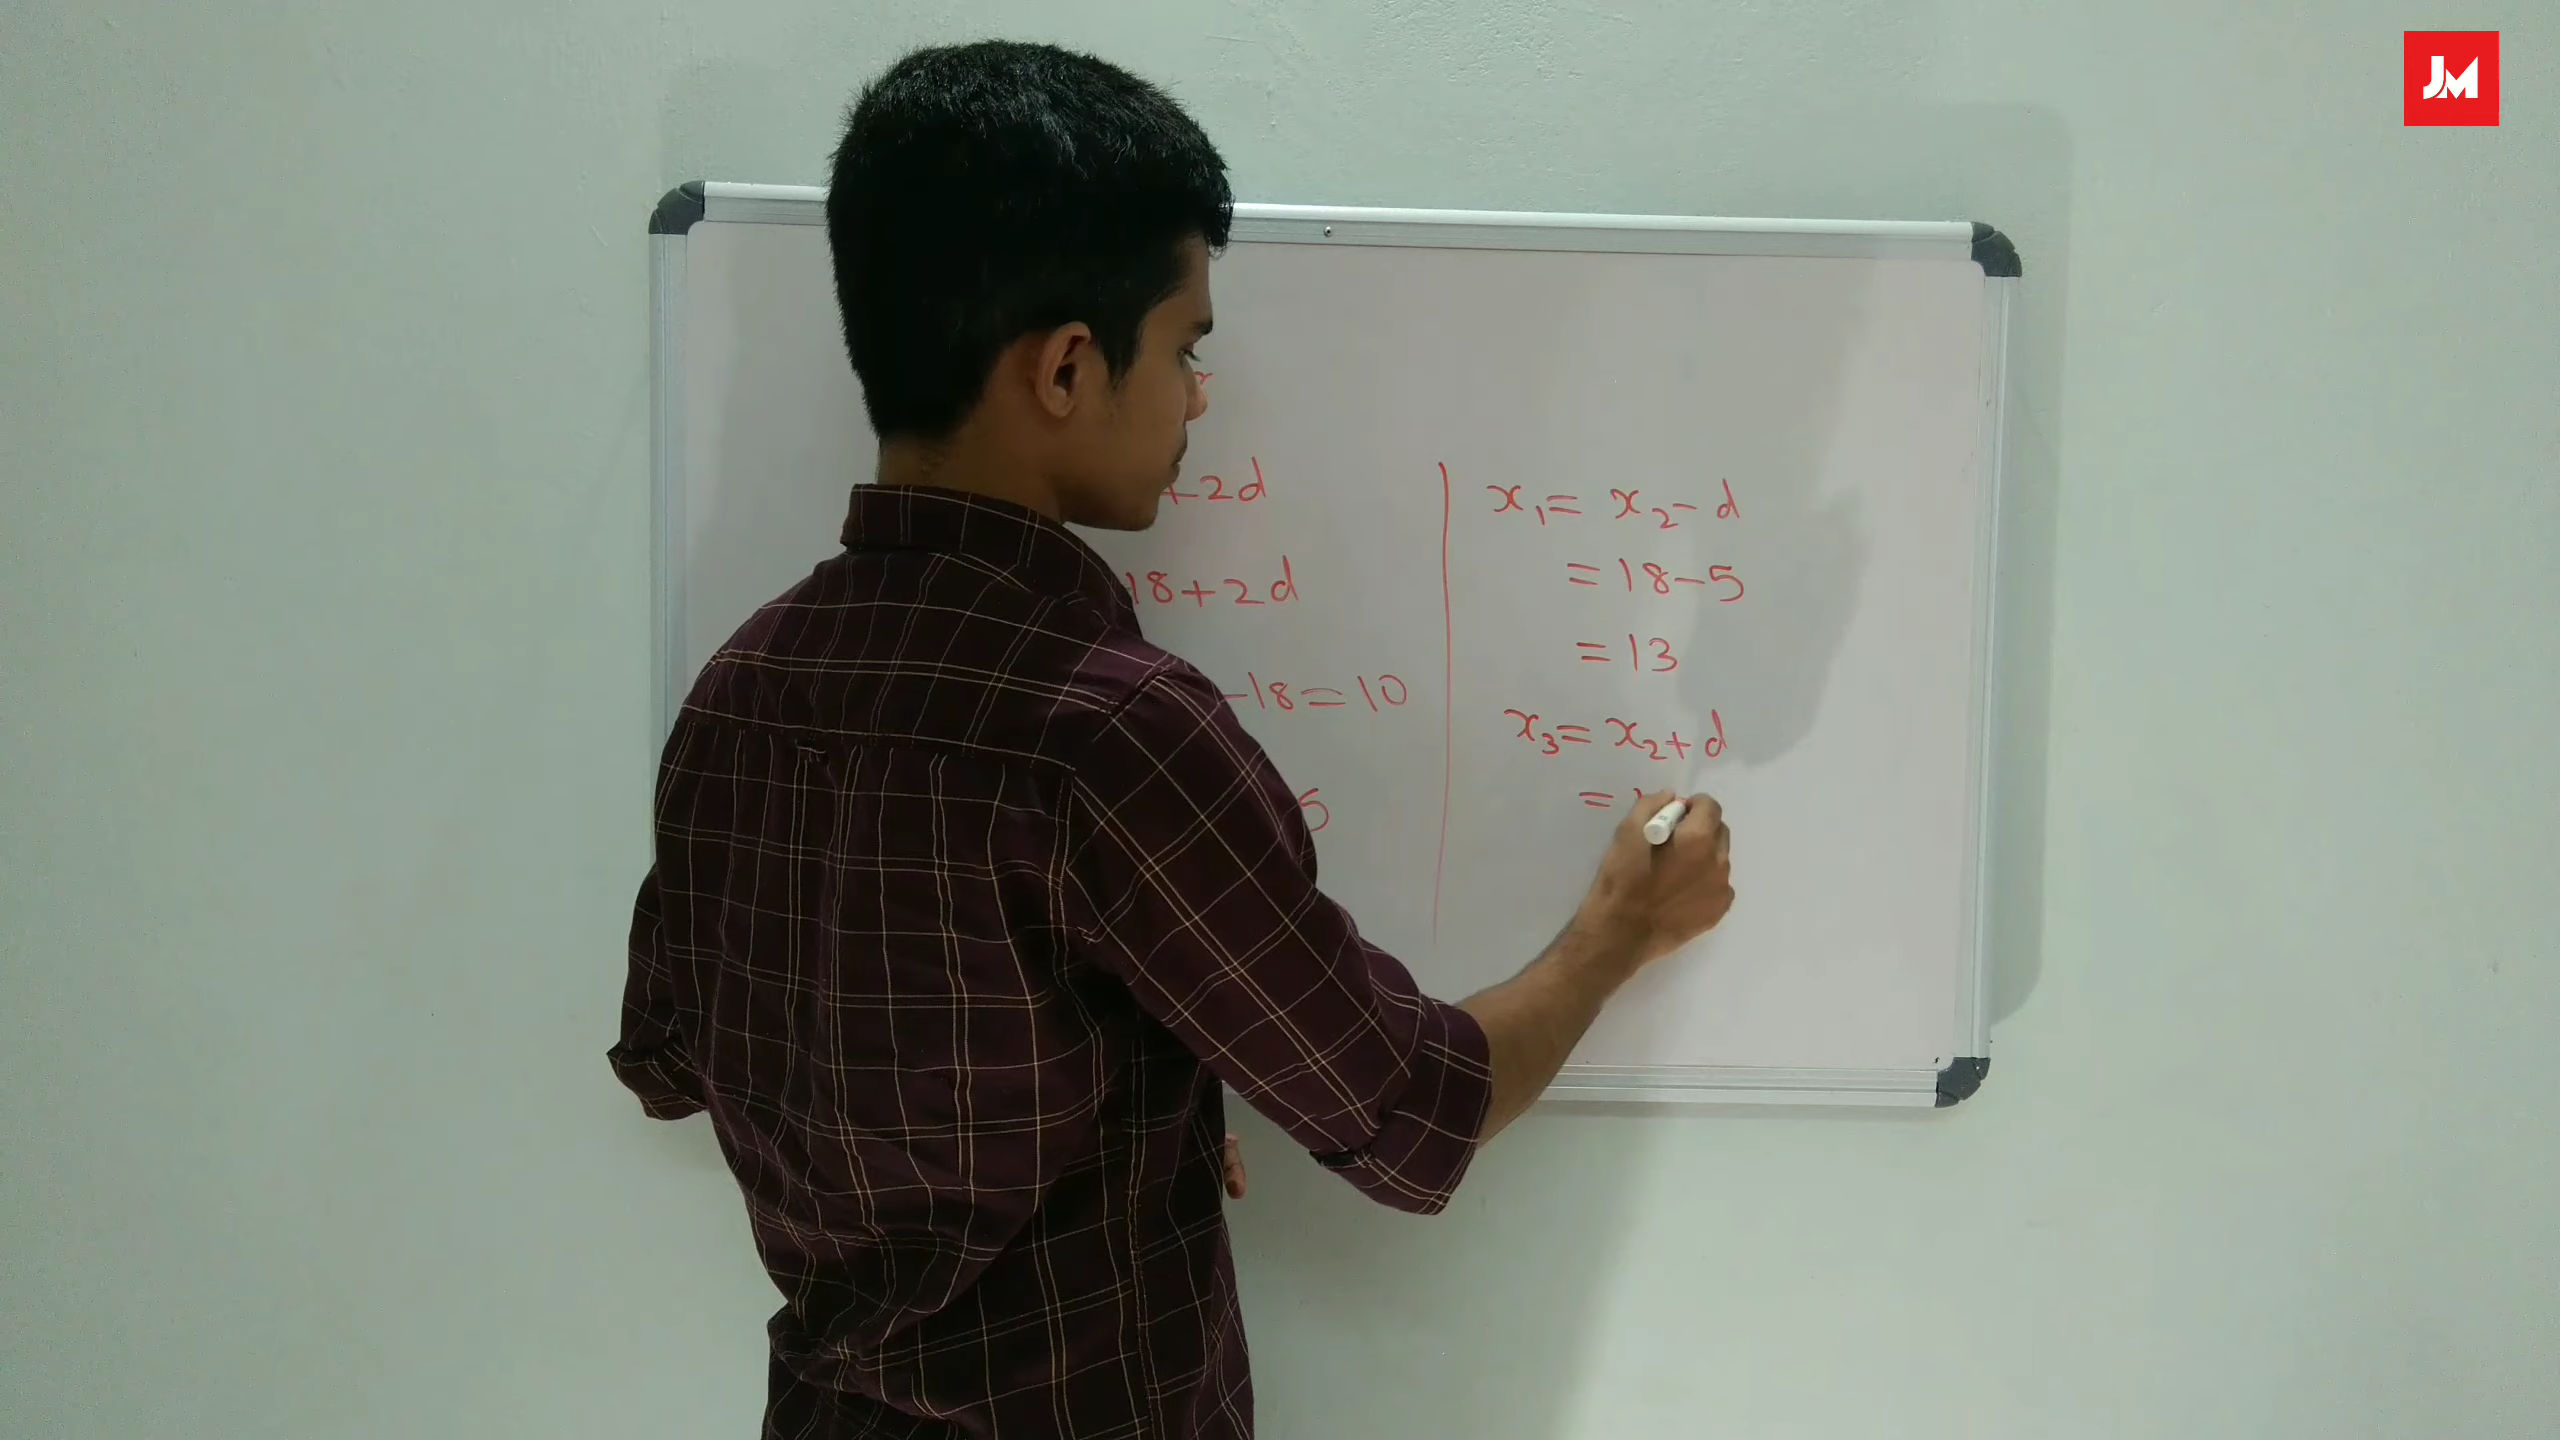 JM
+2d
18+2d
-18=10
5
x₁= x₂- d
= 18-5
= 13
x₃= x₂+ d
=